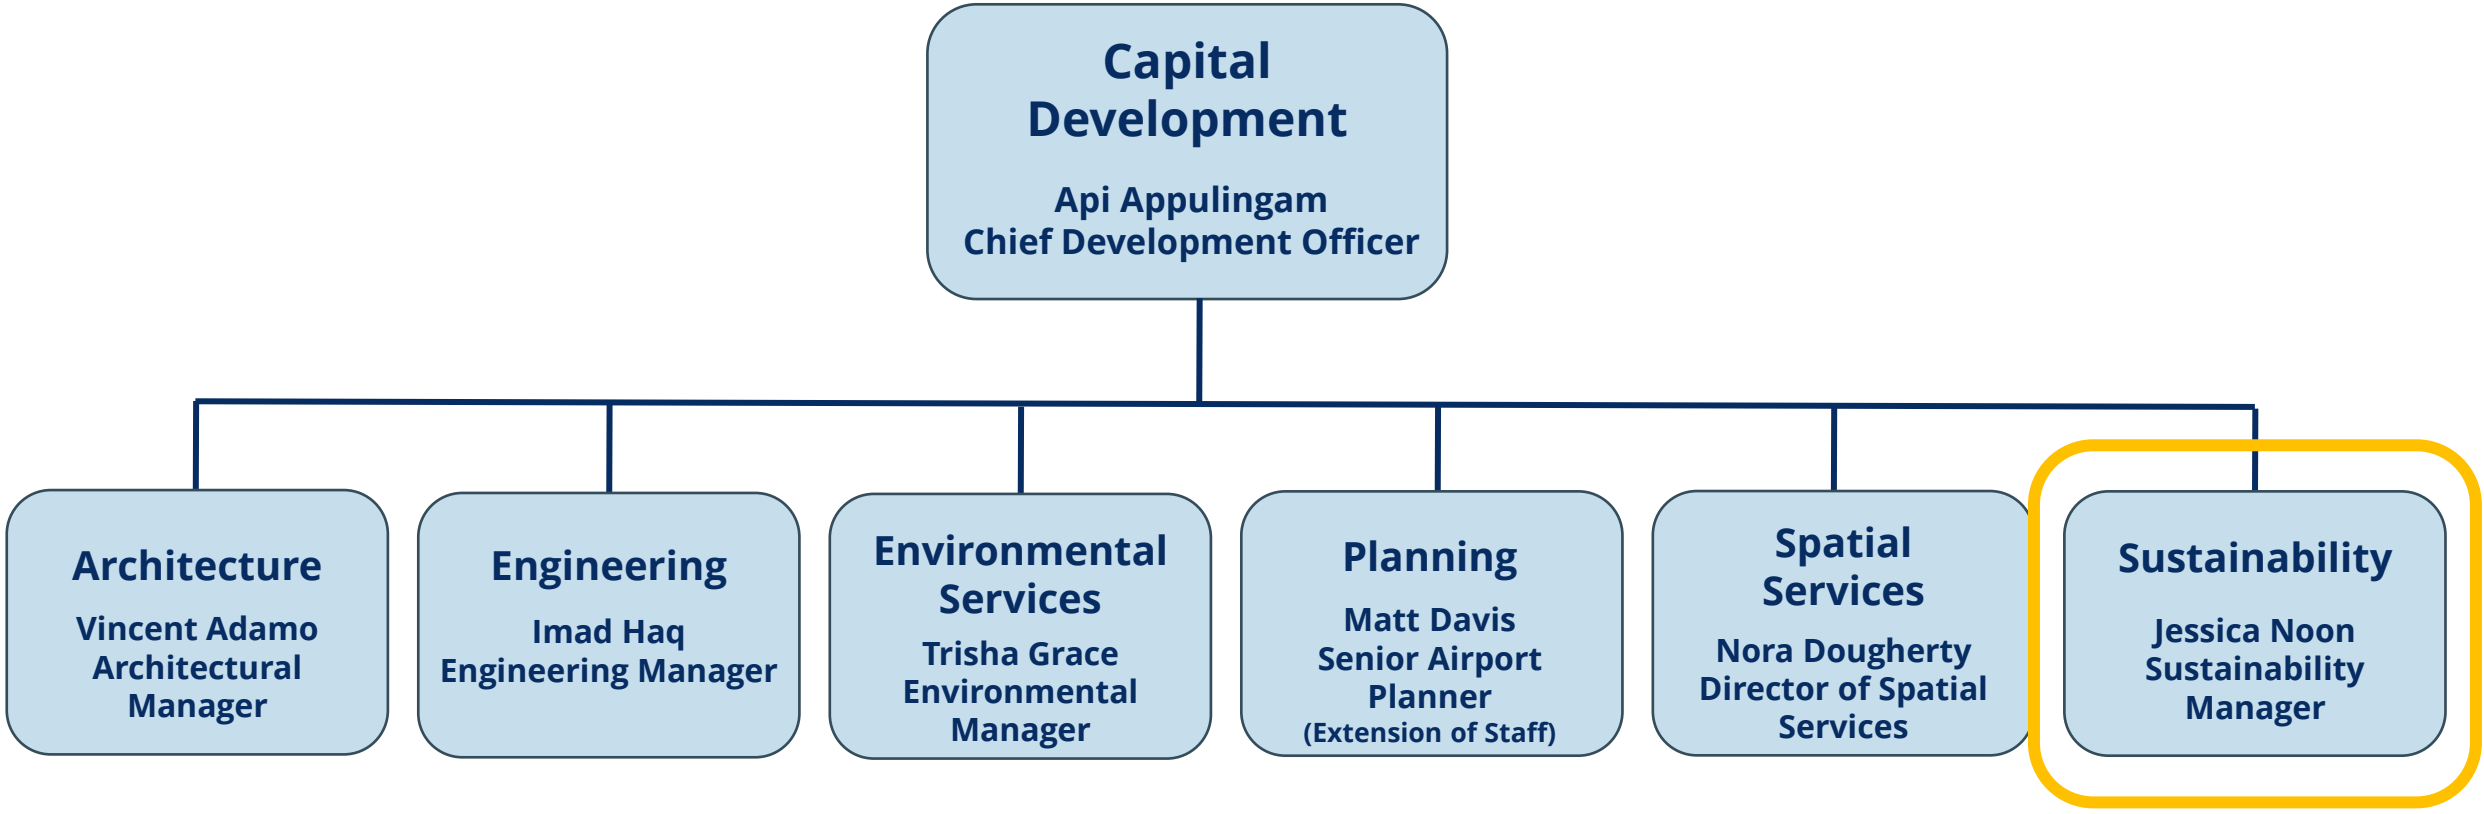 Capital
Development
Api Appulingam
Chief Development Officer
Architecture
Vincent Adamo
Architectural
Manager
Engineering
Imad Haq
Engineering Manager
Environmental
Services
Trisha Grace
Environmental
Manager
Planning
Matt Davis
Senior Airport
Planner
(Extension of Staff)
Spatial
Services
Nora Dougherty
Director of Spatial
Services
Sustainability
Jessica Noon
Sustainability
Manager